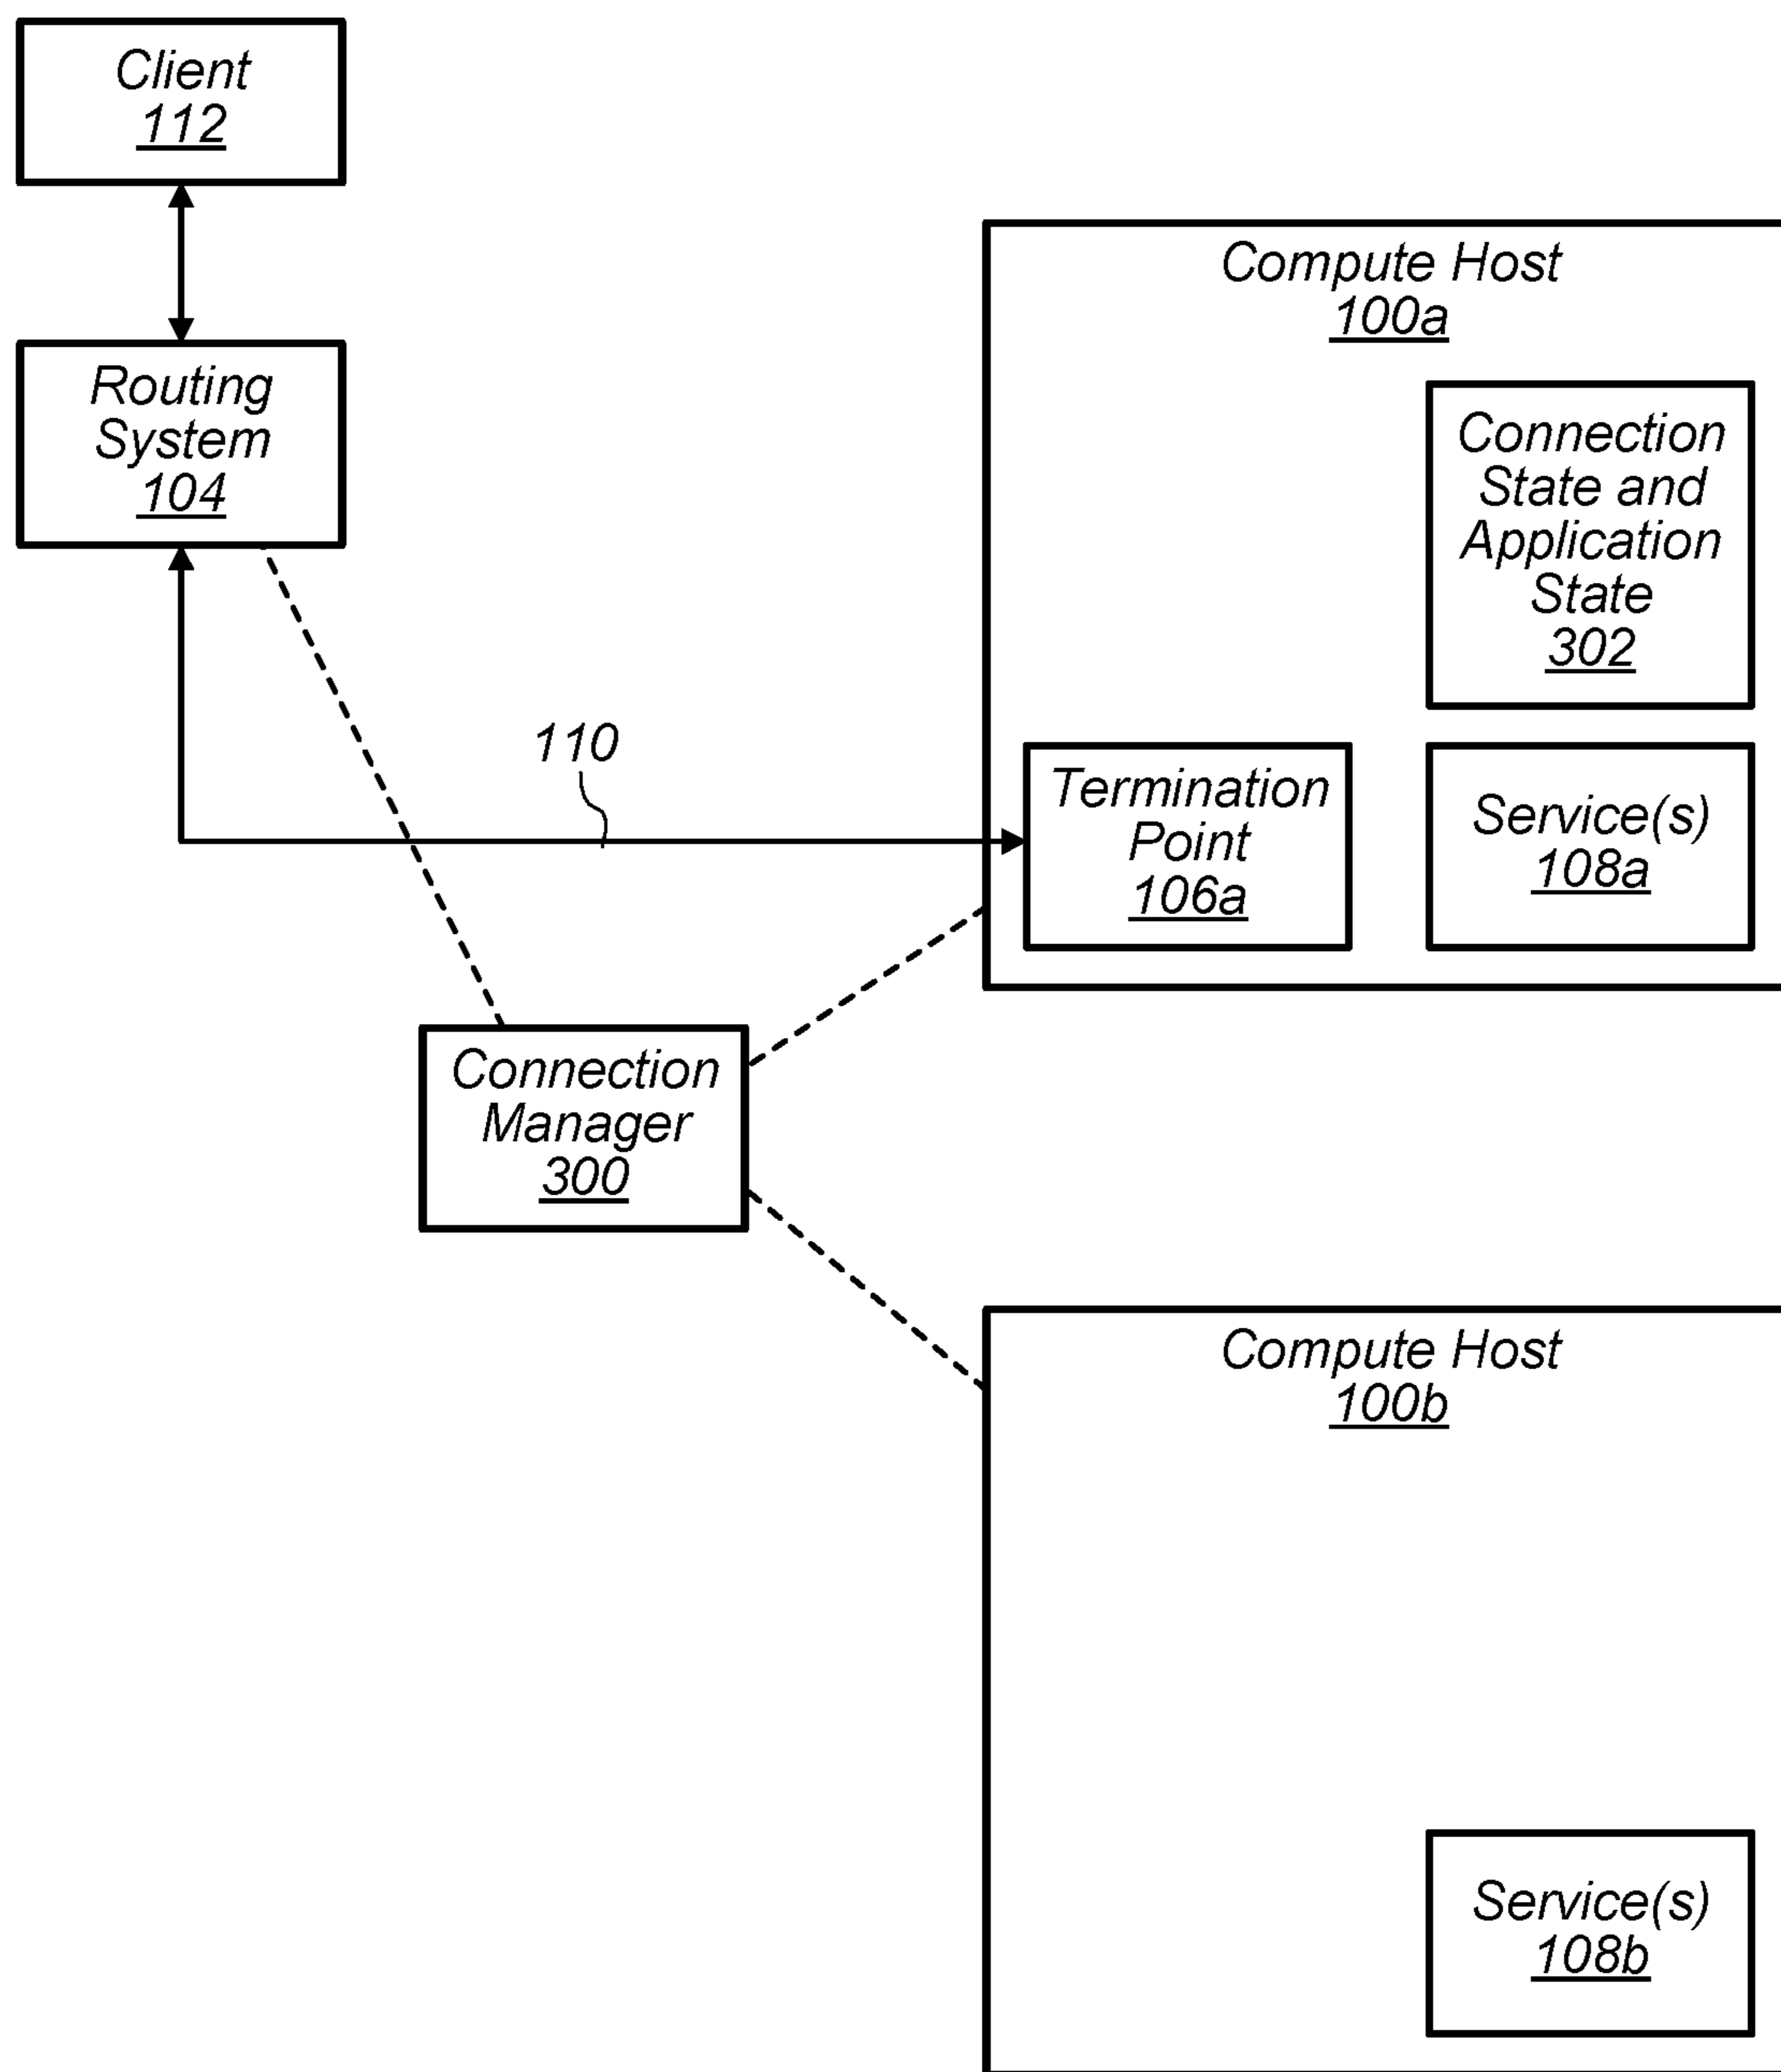 Client
112
Routing
System
104
Compute Host
100a
Connection
State and
Application
State
302
110
Termination
Point
106a
Service(s)
108a
Connection
Manager
300
Compute Host
100b
Service(s)
108b